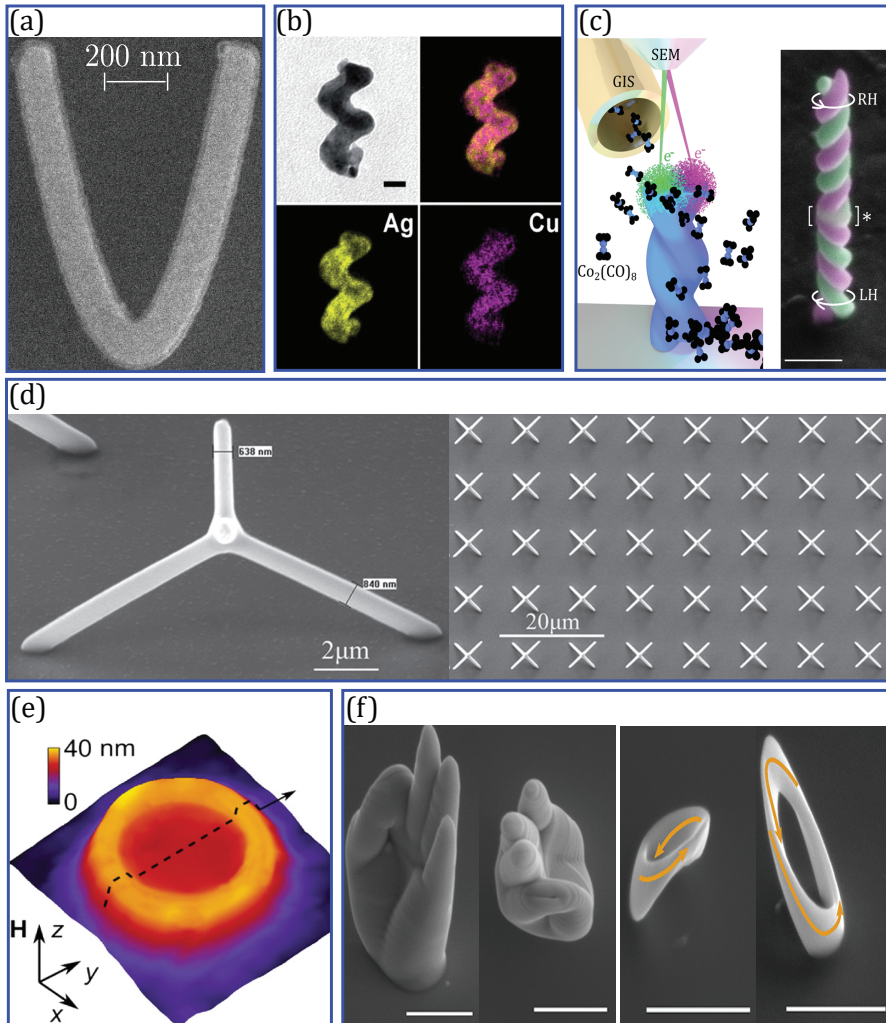 (a)
200 nm
(b)
Ag
Cu
(c)
SEM
GIS
e-
e-
Co2(CO)8
RH
[ ]*
LH
(d)
638 nm
840 nm
2μm
20μm
(e)
40 nm
0
H
z
y
x
(f)